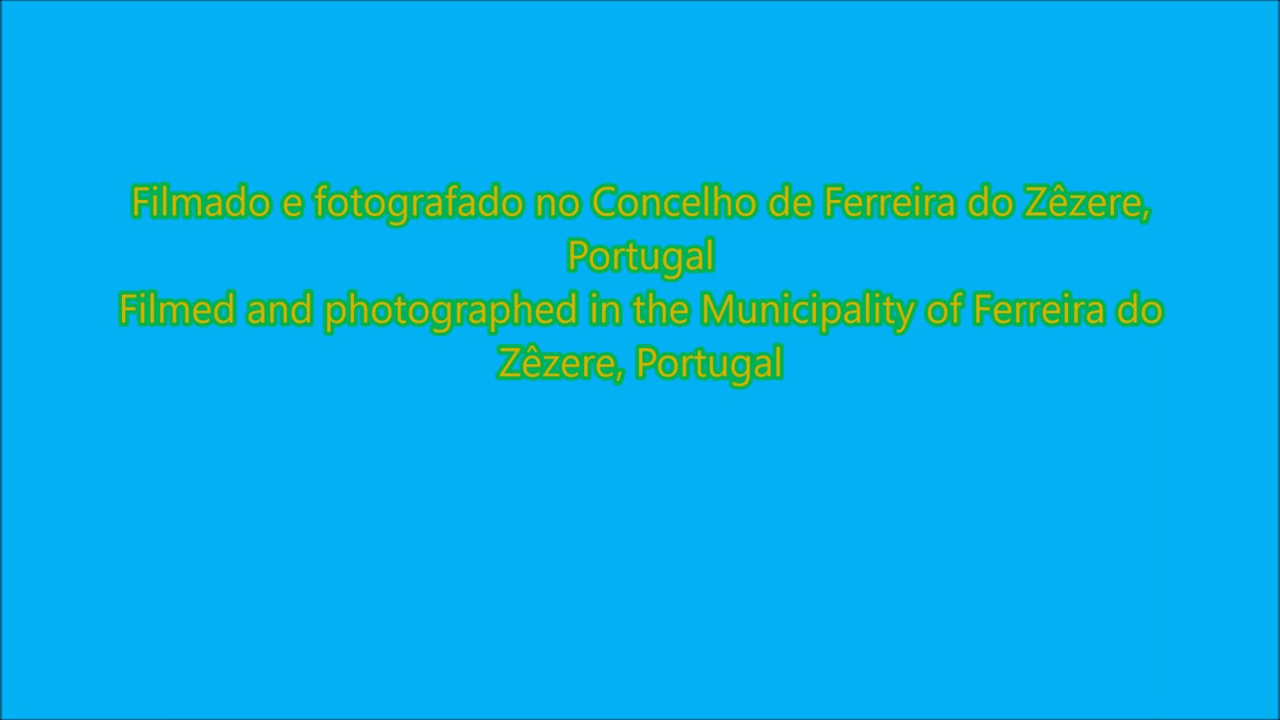 Filmado e fotografado no Concelho de Ferreira do Zêzere,
Portugal
Filmed and photographed in the Municipality of Ferreira do
Zêzere, Portugal